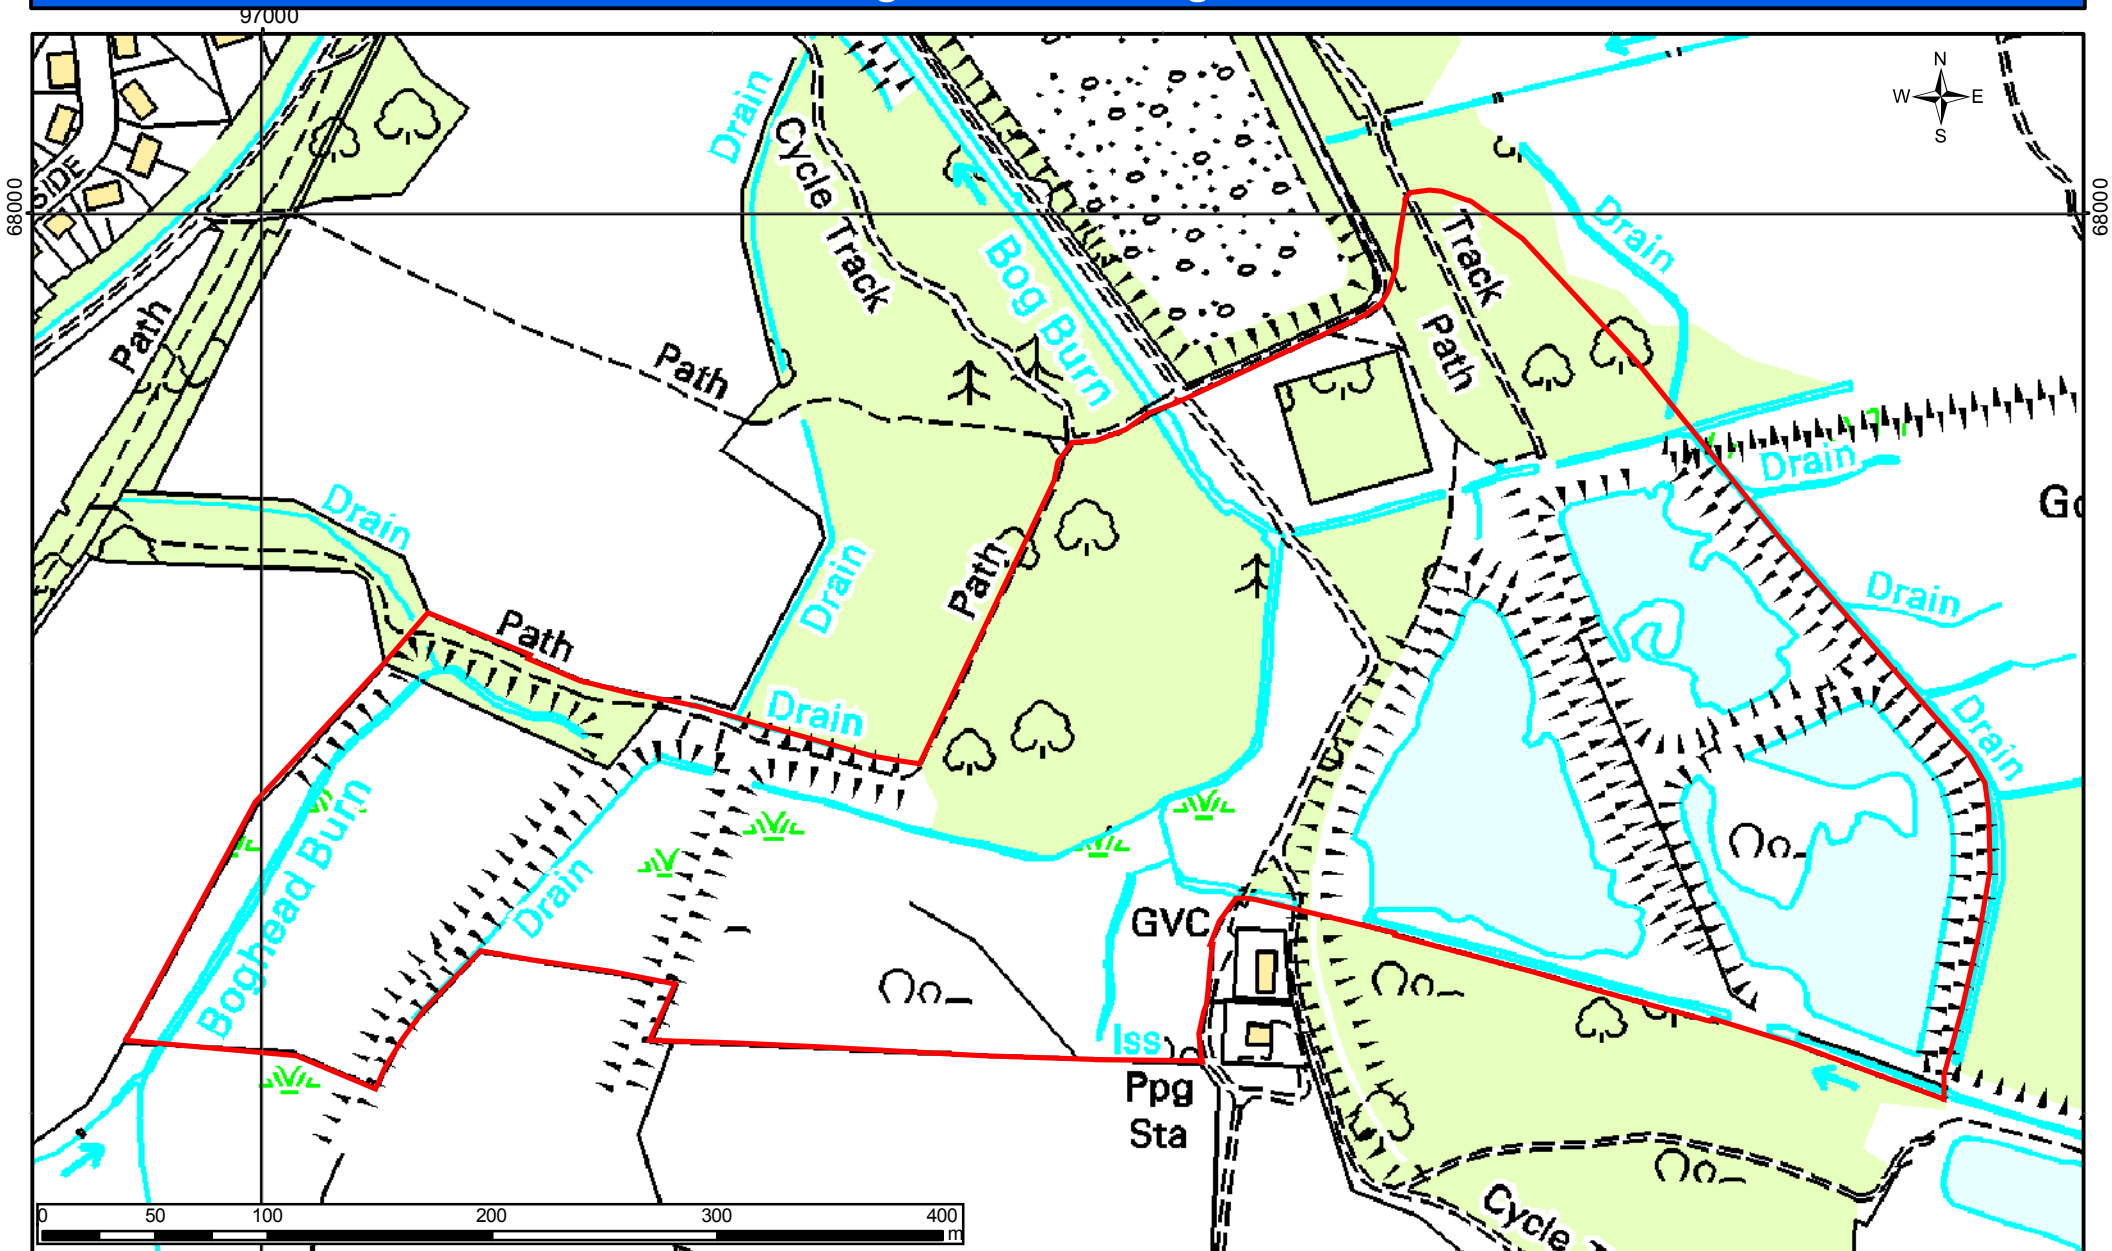 97000
N
W E
S
68000
68000
SIDE
Drain
Cycle Track
Drain
Bog Burn
Track
Path
Path
Path
Drain
Drain
Path
Drain
Path
Drain
Drain
Drain
Drain
Boghead Burn
Drain
GVC
Iss
Ppg
Sta
Cycle
0 50 100 200 300 400
m